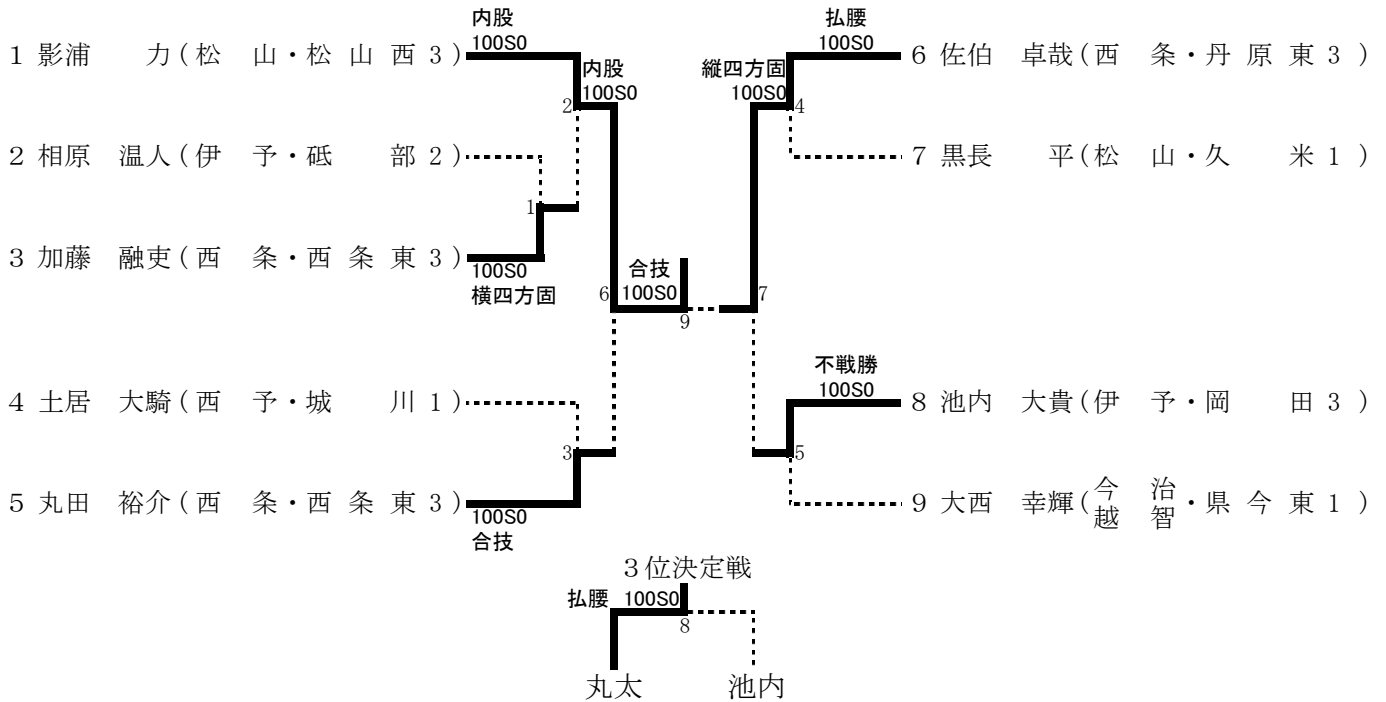 内股 払腰
100S0 100S0
1 影浦 力(松 山・松 山 西 3) 6 佐伯 卓哉(西 条・丹 原 東 3)
内股 縦四方固
2 100S0 100S0 4
2 相原 温人(伊 予・砥 部 2) 7 黒長 平(松 山・久 米 1)
1
3 加藤 融吏(西 条・西 条 東 3)
100S0 合技
横四方固 6 100S0 7
9
不戦勝
100S0
4 土居 大騎(西 予・城 川 1) 8 池内 大貴(伊 予・岡 田 3)
3 5
5 丸田 裕介(西 条・西 条 東 3) 9 大西 幸輝(今治越智・県 今 東 1)
100S0
合技
3位決定戦
払腰 100S0
8
丸太 池内